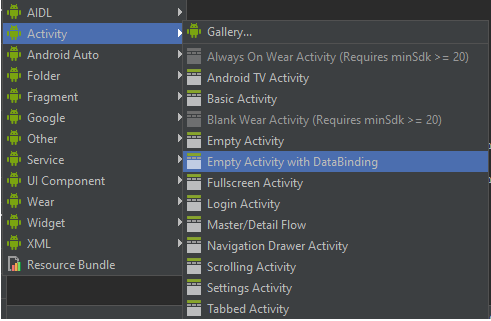 AIDL
Activity
Android Auto
Folder
Fragment
Google
Other
Service
UI Component
Wear
Widget
XML
Resource Bundle
Gallery...
Always On Wear Activity (Requires minSdk >= 20)
Android TV Activity
Basic Activity
Blank Wear Activity (Requires minSdk >= 20)
Empty Activity
Empty Activity with DataBinding
Fullscreen Activity
Login Activity
Master/Detail Flow
Navigation Drawer Activity
Scrolling Activity
Settings Activity
Tabbed Activity